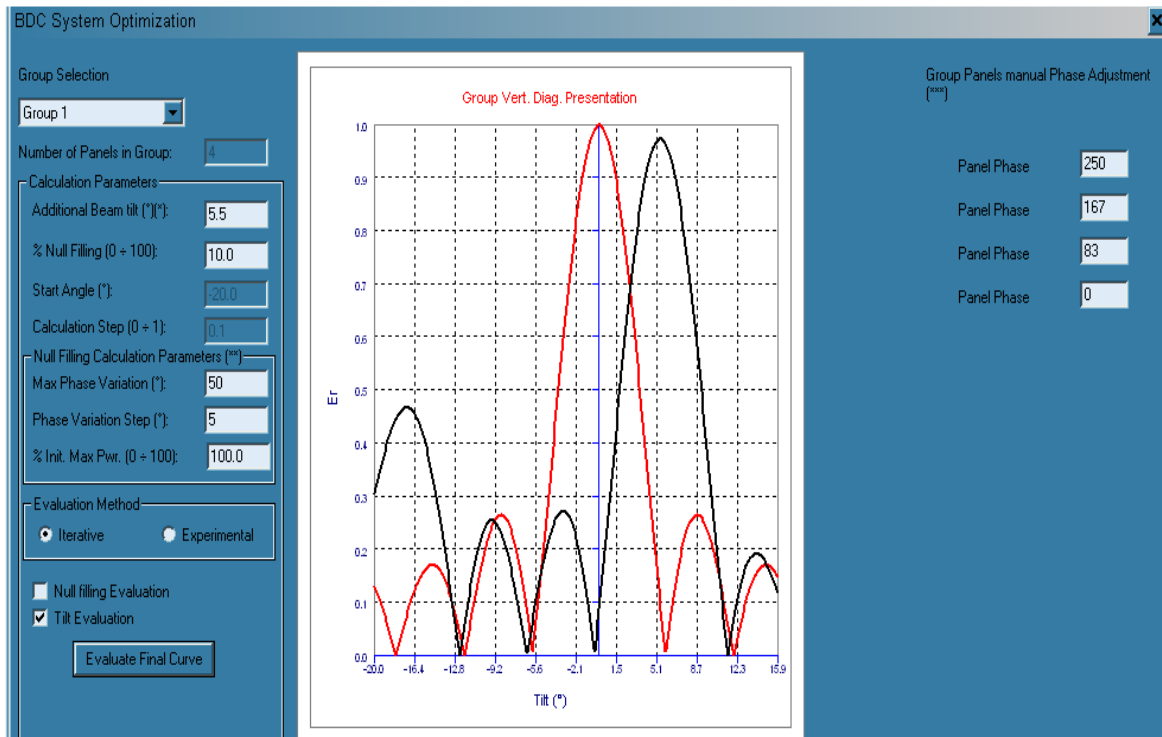 BDC System Optimization
Group Selection
Group 1
Number of Panels in Group: 4
Calculation Parameters
Additional Beam tilt (°)(*): 5.5
% Null Filling (0 ÷ 100): 10.0
Start Angle (°): -20.0
Calculation Step (0 ÷ 1): 0.1
Null Filling Calculation Parameters (**)
Max Phase Variation (°): 50
Phase Variation Step (°): 5
% Init. Max Pwr. (0 ÷ 100): 100.0
Evaluation Method
Iterative
Experimental
Null filling Evaluation
Tilt Evaluation
Evaluate Final Curve
Group Vert. Diag. Presentation
1.0
0.9
0.8
0.7
0.6
0.5
0.4
0.3
0.2
0.1
0.0
Er
-20.0 -16.4 -12.8 -9.2 -5.6 -2.1 1.5 5.1 8.7 12.3 15.9
Tilt (°)
Group Panels manual Phase Adjustment
(***)
Panel Phase 250
Panel Phase 167
Panel Phase 83
Panel Phase 0